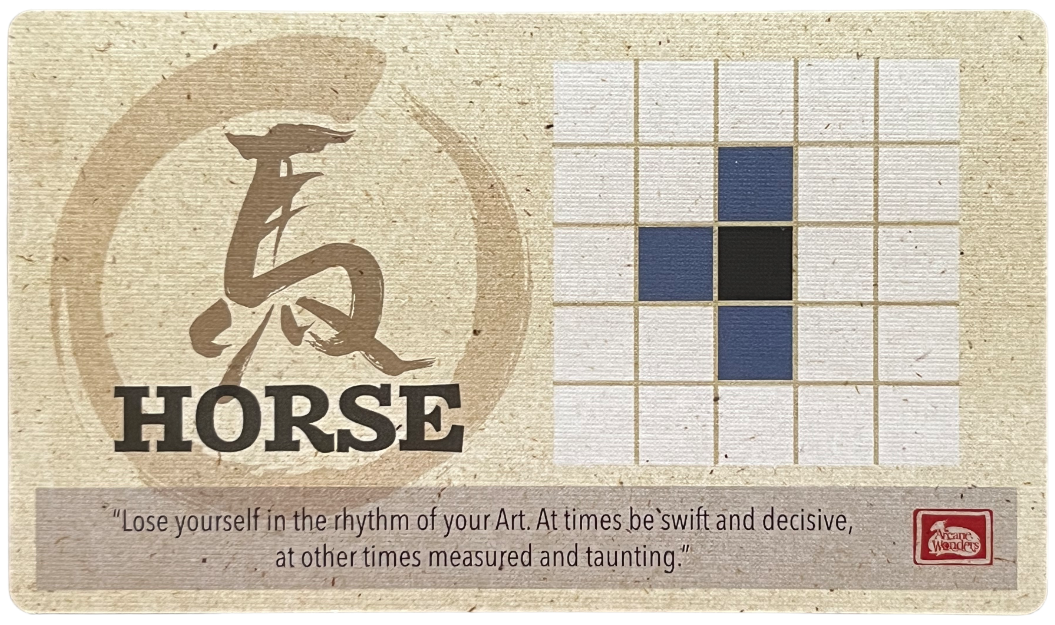 馬
HORSE
“Lose yourself in the rhythm of your Art. At times be swift and decisive,
at other times measured and taunting.“
Arcane
Wonders